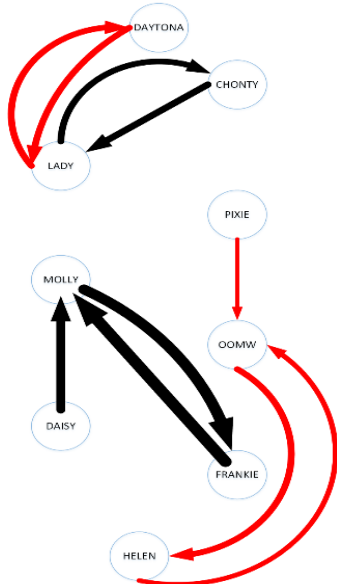 DAYTONA
CHONTY
LADY
PIXIE
MOLLY
OOMW
DAISY
FRANKIE
HELEN